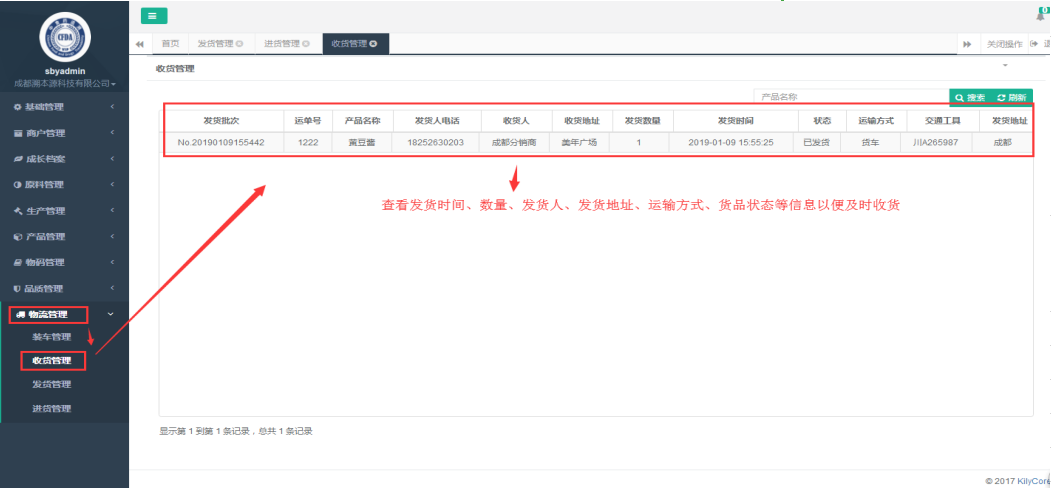 0
CFDA
sbyadmin
成都溯本源科技有限公司
首页 发货管理 进货管理 收货管理 关闭操作
收货管理
产品名称 搜索 刷新
发货批次 运单号 产品名称 发货人电话 收货人 收货地址 发货数量 发货时间 状态 运输方式 交通工具 发货地址
No.20190109155442 1222 黄豆酱 18252630203 成都分销商 美年广场 1 2019-01-09 15:55:25 已发货 货车 川A265987 成都
查看发货时间、数量、发货人、发货地址、运输方式、货品状态等信息以便及时收货
基础管理
商户管理
成长档案
原料管理
生产管理
产品管理
物码管理
品质管理
物流管理
装车管理
收货管理
发货管理
进货管理
显示第 1 到第 1 条记录，总共 1 条记录
© 2017 KilyCore